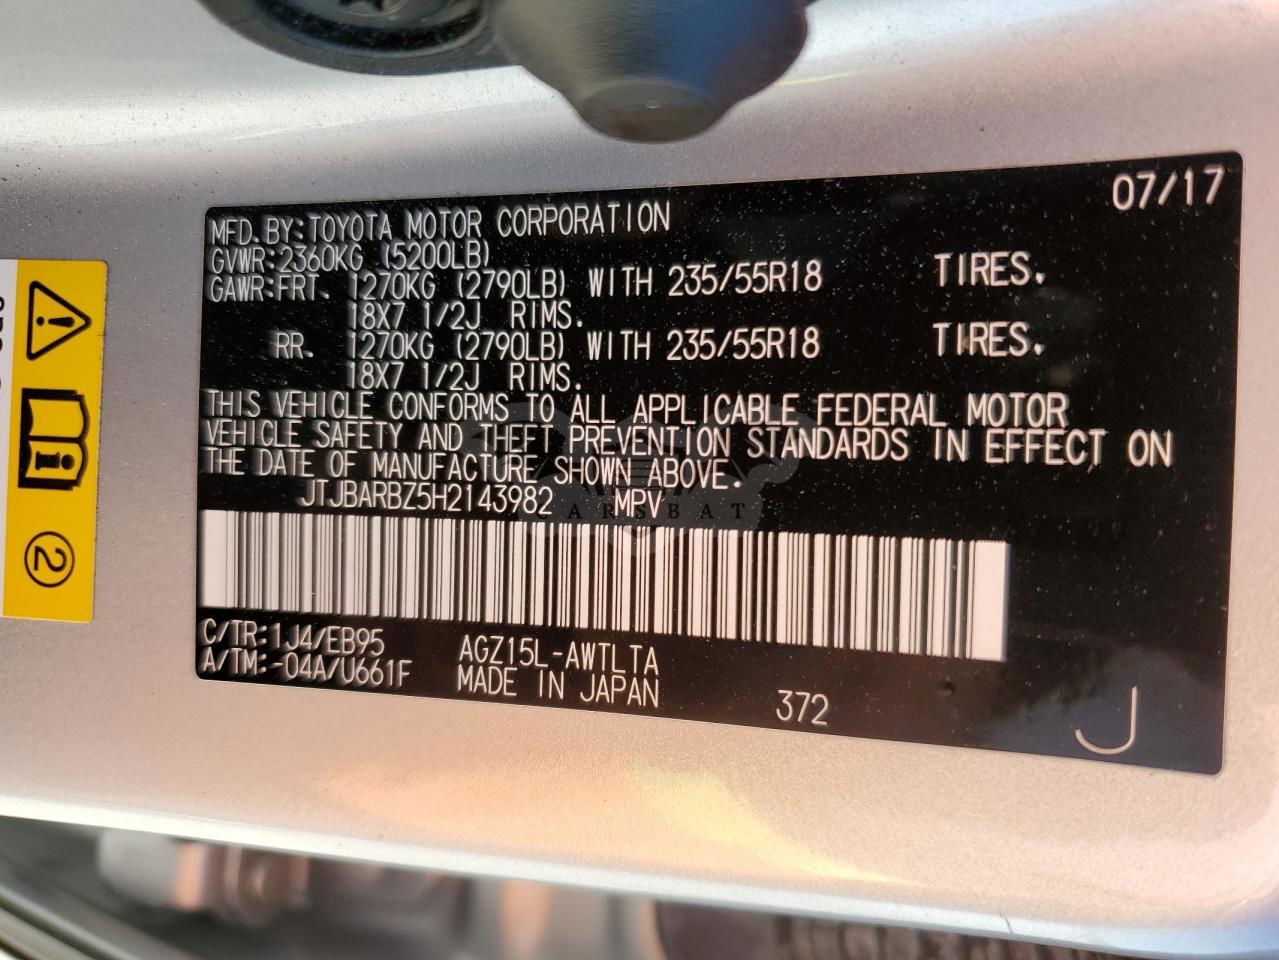 07/17
MFD.BY:TOYOTA MOTOR CORPORATION
GVWR:2360KG (5200LB)
GAWR:FRT. 1270KG (2790LB) WITH 235/55R18 TIRES.
18X7 1/2J RIMS.
RR. 1270KG (2790LB) WITH 235/55R18 TIRES.
18X7 1/2J RIMS.
THIS VEHICLE CONFORMS TO ALL APPLICABLE FEDERAL MOTOR
VEHICLE SAFETY AND THEFT PREVENTION STANDARDS IN EFFECT ON
THE DATE OF MANUFACTURE SHOWN ABOVE.
JTJBARBZ5H2143982 MPV
CARSBAT
C/TR:1J4/EB95 AGZ15L-AWTLTA
A/TM:-04A/U661F MADE IN JAPAN
372
J
2